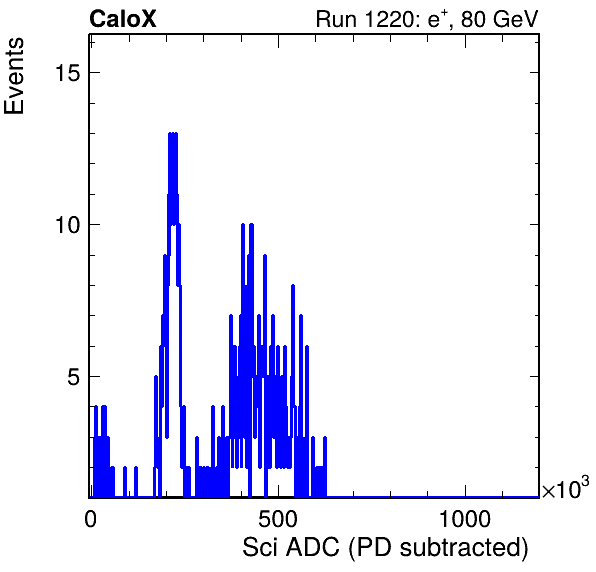 CaloX Run 1220: e⁺, 80 GeV
Events
15
10
5
0 500 1000 ×10³
Sci ADC (PD subtracted)